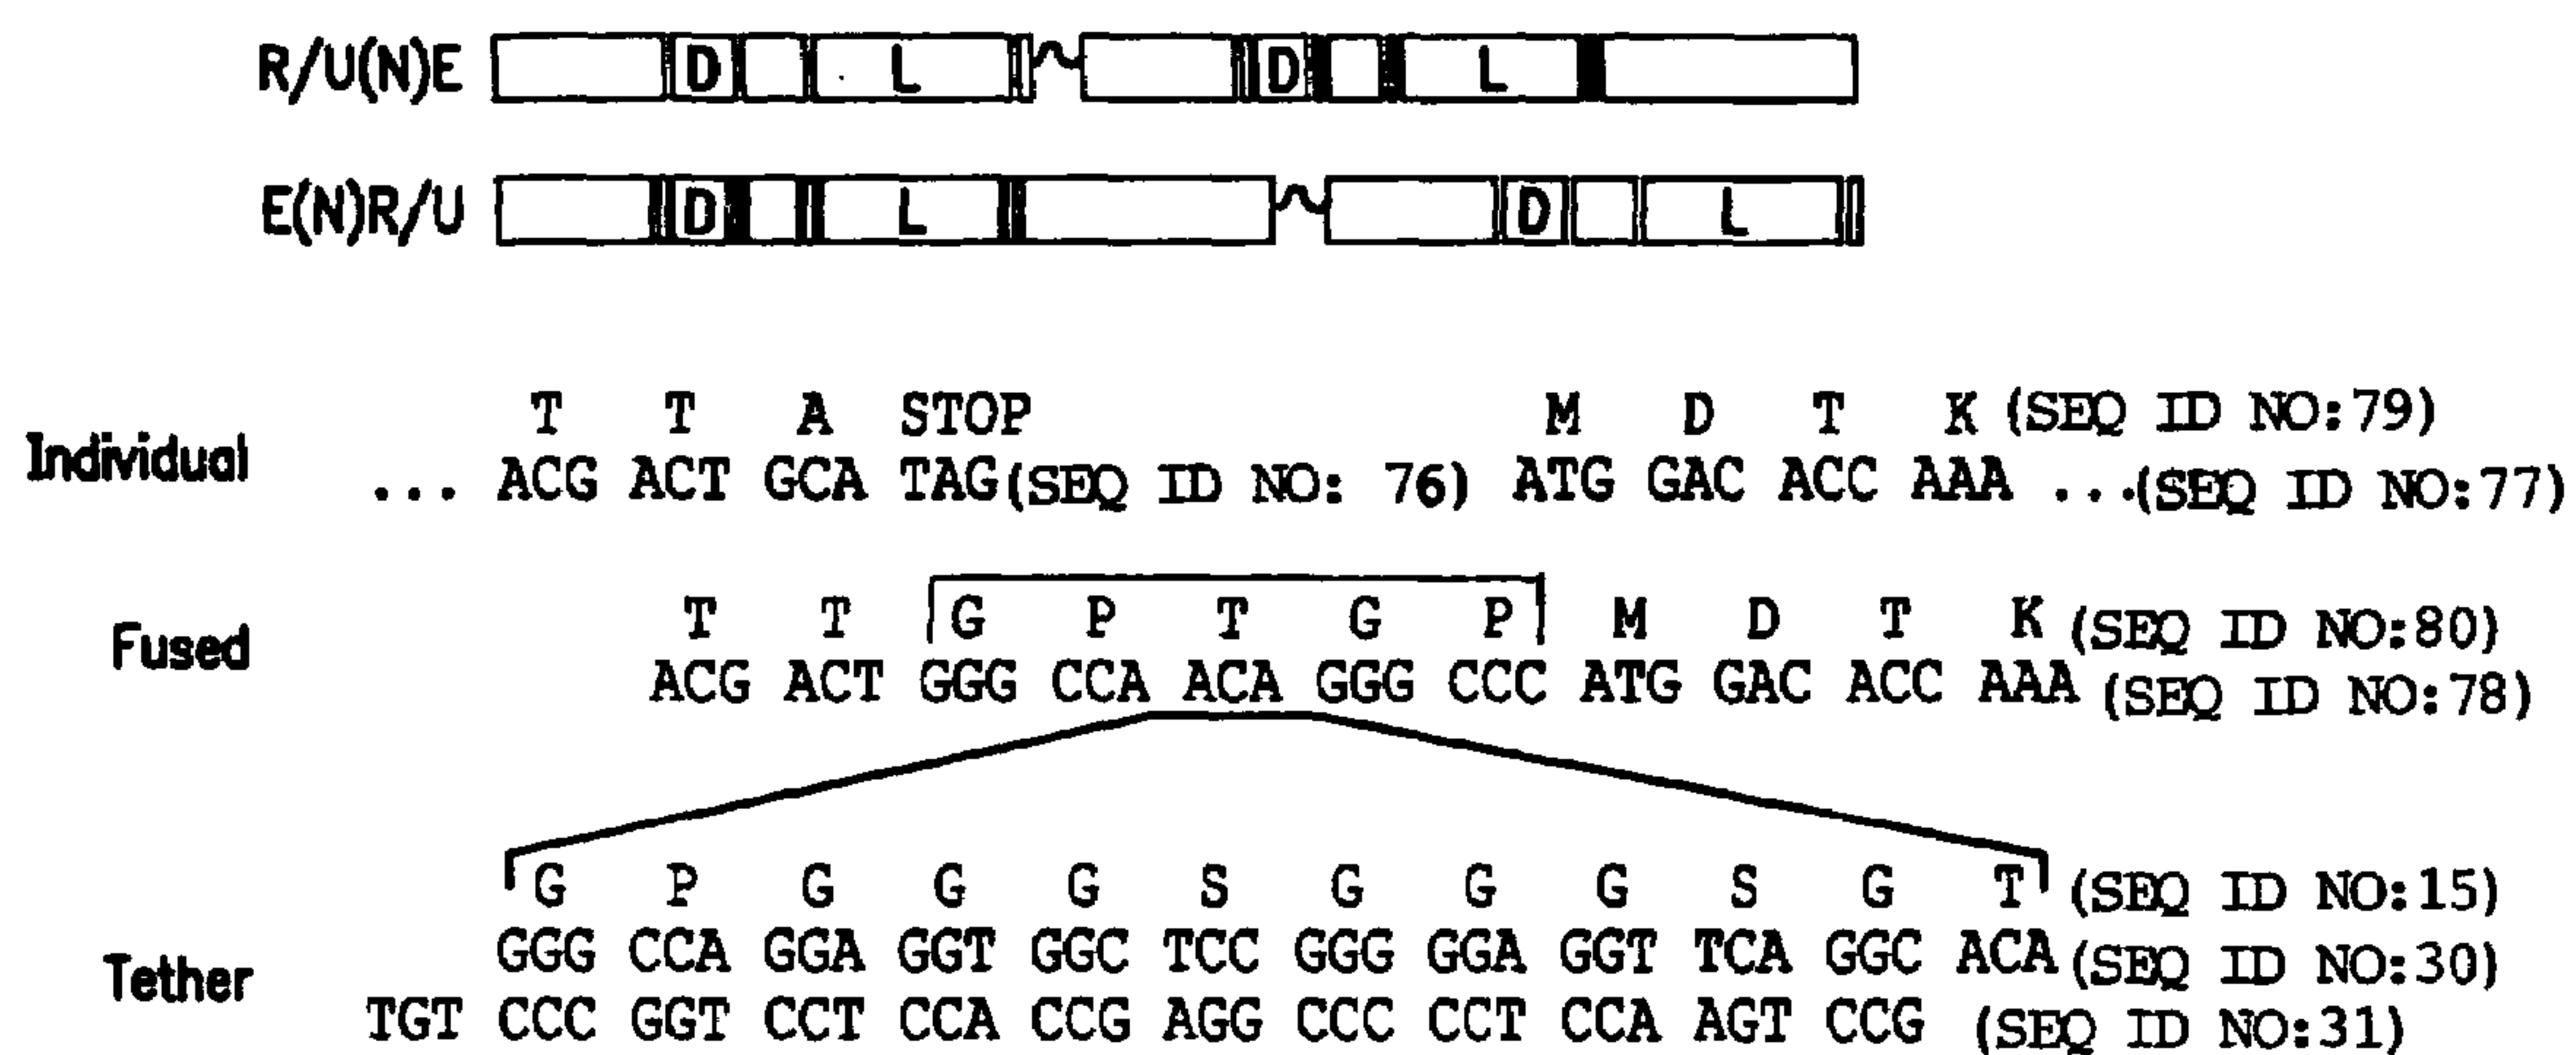 R/U(N)E D L D L
E(N)R/U D L D L
T T A STOP M D T K (SEQ ID NO:79)
Individual ... ACG ACT GCA TAG(SEQ ID NO: 76) ATG GAC ACC AAA ...(SEQ ID NO:77)
T T G P T G P M D T K (SEQ ID NO:80)
Fused ACG ACT GGG CCA ACA GGG CCC ATG GAC ACC AAA (SEQ ID NO:78)
G P G G G S G G G S G T (SEQ ID NO:15)
Tether GGG CCA GGA GGT GGC TCC GGG GGA GGT TCA GGC ACA (SEQ ID NO:30)
TGT CCC GGT CCT CCA CCG AGG CCC CCT CCA AGT CCG (SEQ ID NO:31)